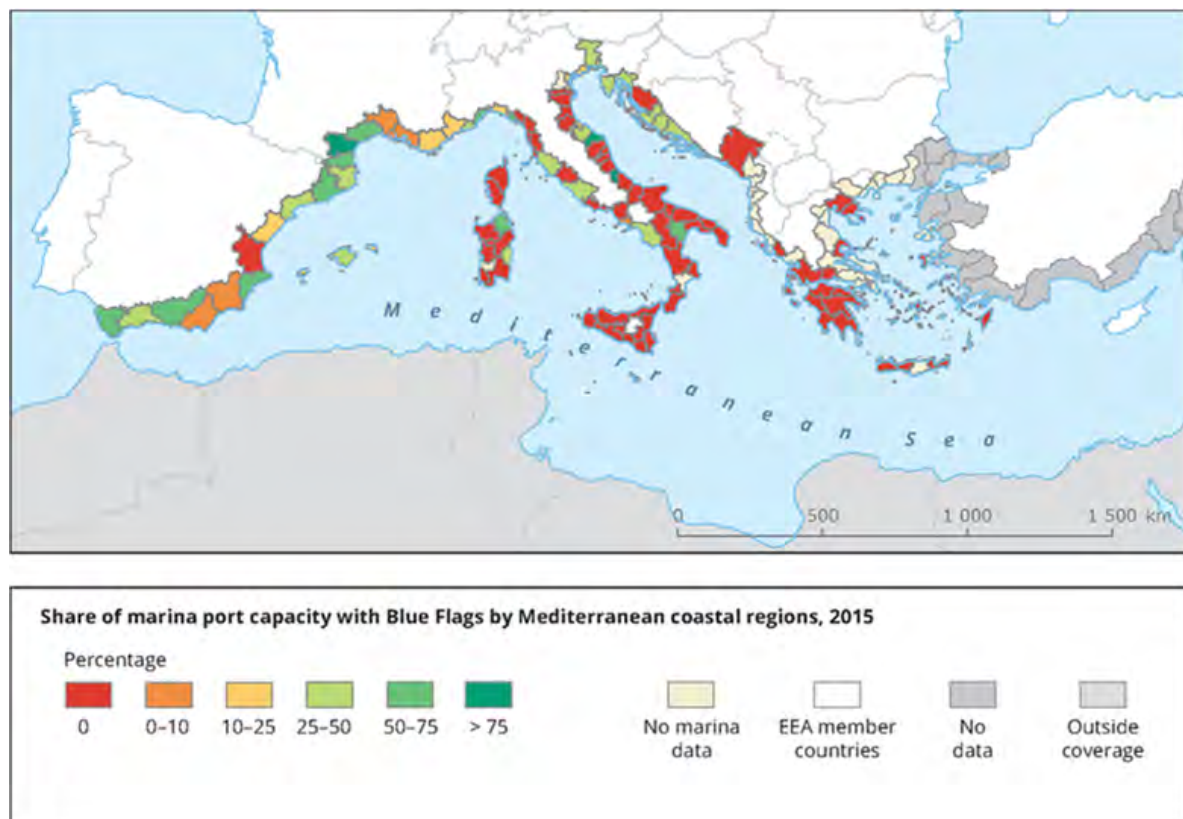 Mediterranean Sea
0 500 1 000 1 500 km
Share of marina port capacity with Blue Flags by Mediterranean coastal regions, 2015
Percentage
0 0–10 10–25 25–50 50–75 > 75
No marina data
EEA member countries
No data
Outside coverage